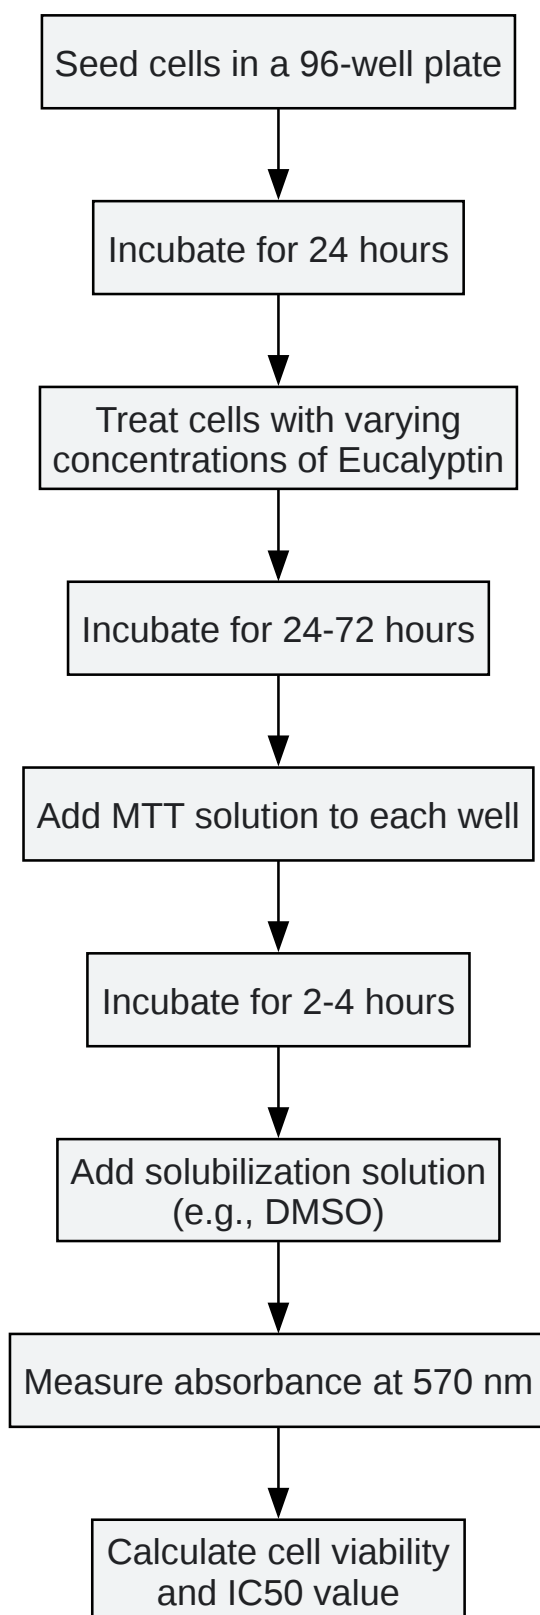 Seed cells in a 96-well plate
Incubate for 24 hours
Treat cells with varying
concentrations of Eucalyptin
Incubate for 24-72 hours
Add MTT solution to each well
Incubate for 2-4 hours
Add solubilization solution
(e.g., DMSO)
Measure absorbance at 570 nm
Calculate cell viability
and IC50 value